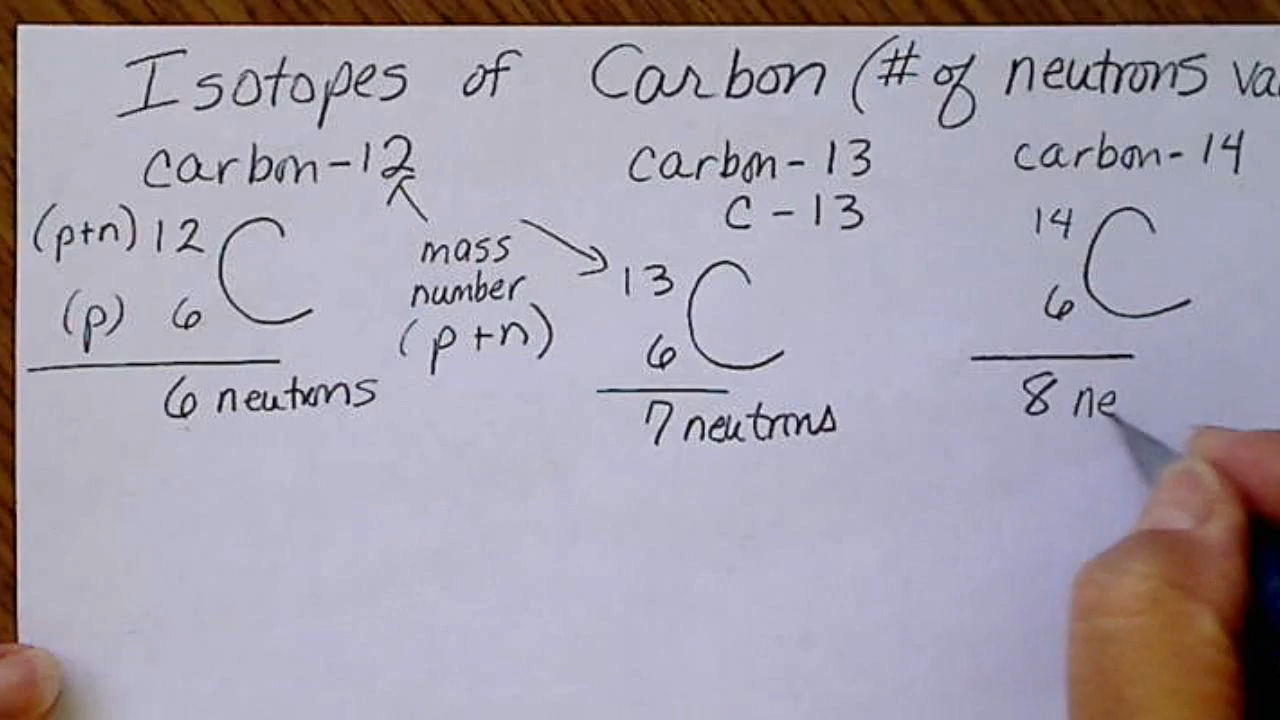 Isotopes of Carbon (# of neutrons va
carbon-12
(p+n) 12
C
(p) 6
6 neutrons
mass
number
(p+n)
carbon-13
C-13
13
C
6
7 neutrons
carbon-14
14
C
6
8 ne